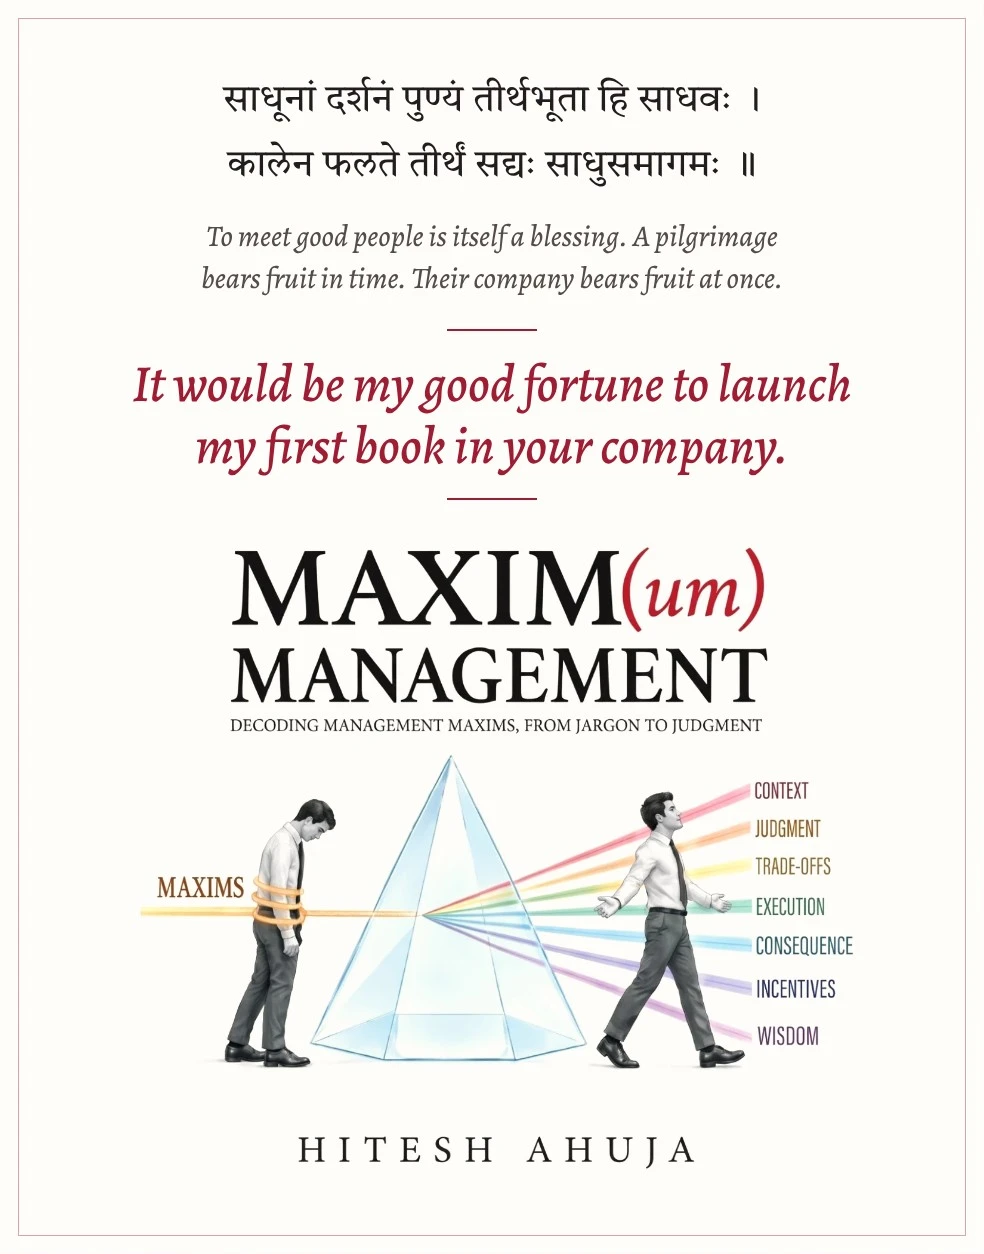 साधूनां दर्शनं पुण्यं तीर्थभूता हि साधवः ।
कालेन फलते तीर्थं सद्यः साधुसमागमः ॥
To meet good people is itself a blessing. A pilgrimage
bears fruit in time. Their company bears fruit at once.
It would be my good fortune to launch
my first book in your company.
MAXIM(um)
MANAGEMENT
DECODING MANAGEMENT MAXIMS, FROM JARGON TO JUDGMENT
MAXIMS
CONTEXT
JUDGMENT
TRADE-OFFS
EXECUTION
CONSEQUENCE
INCENTIVES
WISDOM
HITESH AHUJA